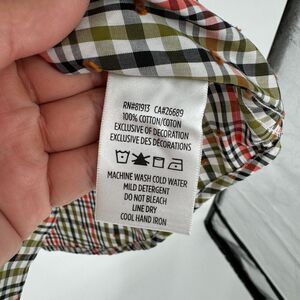 RN#81913 CA#26689
100% COTTON/COTON
EXCLUSIVE OF DECORATION
EXCLUSIVE DES DÉCORATIONS
MACHINE WASH COLD WATER
MILD DETERGENT
DO NOT BLEACH
LINE DRY
COOL HAND IRON